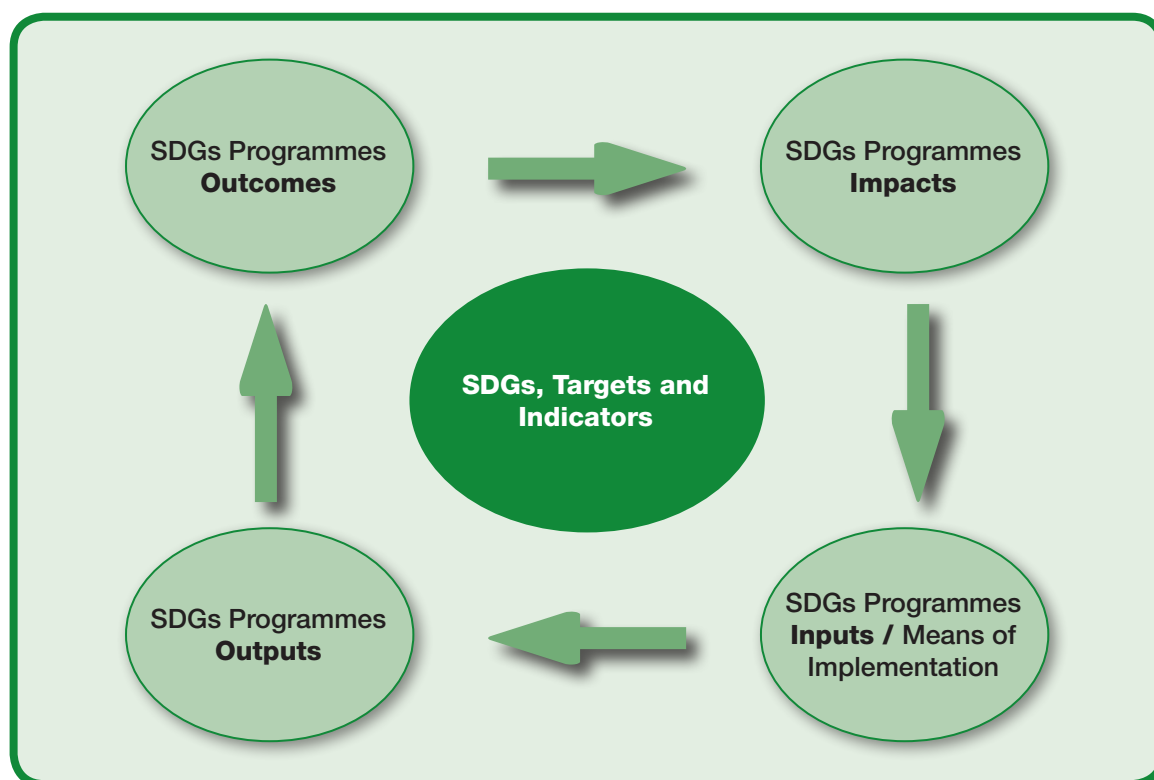 SDGs Programmes
Outcomes
SDGs Programmes
Impacts
SDGs, Targets and
Indicators
SDGs Programmes
Outputs
SDGs Programmes
Inputs / Means of
Implementation